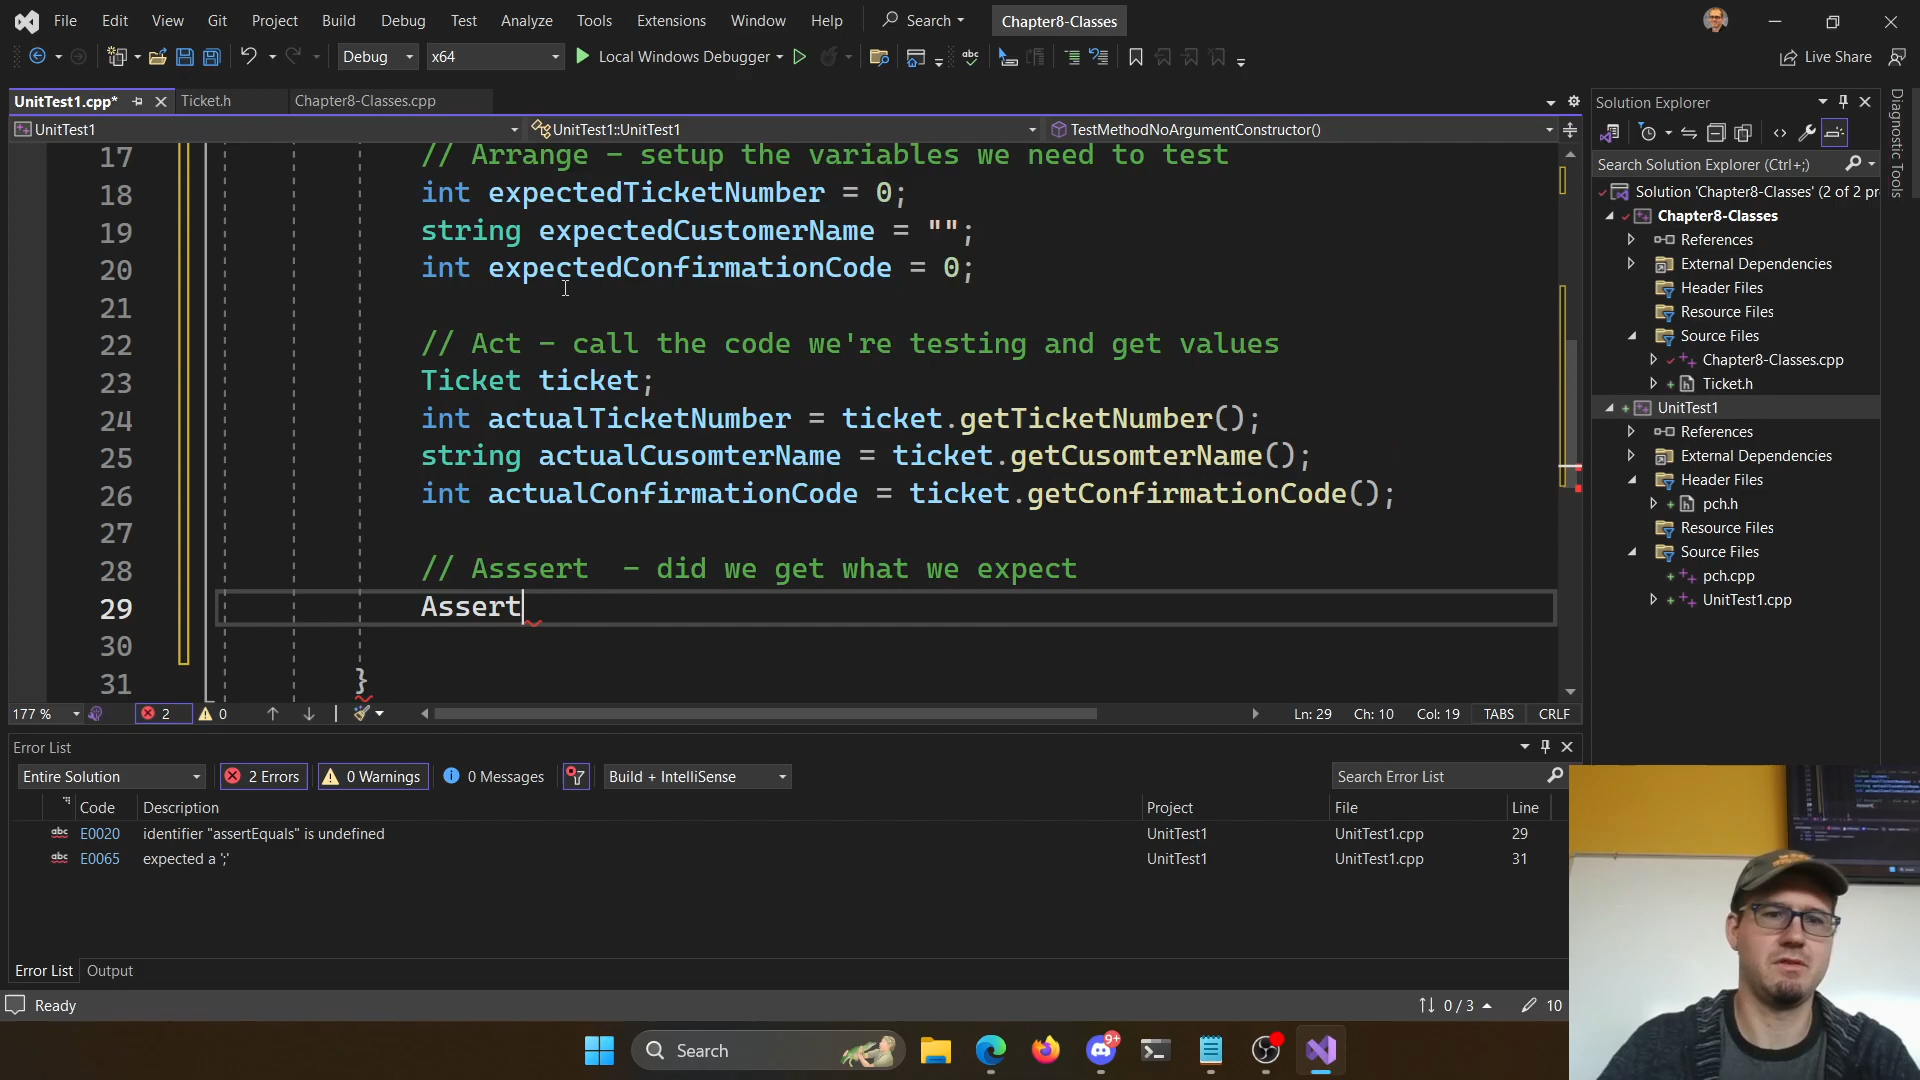 File Edit View Git Project Build Debug Test Analyze Tools Extensions Window Help Search Chapter8-Classes
Debug x64 Local Windows Debugger Live Share
UnitTest1.cpp* Ticket.h Chapter8-Classes.cpp
UnitTest1 UnitTest1::UnitTest1 TestMethodNoArgumentConstructor()
17 // Arrange - setup the variables we need to test
18 int expectedTicketNumber = 0;
19 string expectedCustomerName = "";
20 int expectedConfirmationCode = 0;
21
22 // Act - call the code we're testing and get values
23 Ticket ticket;
24 int actualTicketNumber = ticket.getTicketNumber();
25 string actualCusomterName = ticket.getCusomterName();
26 int actualConfirmationCode = ticket.getConfirmationCode();
27
28 // Asssert  - did we get what we expect
29 Assert
30
31 }
177 % 2 0 Ln: 29 Ch: 10 Col: 19 TABS CRLF
Error List
Entire Solution 2 Errors 0 Warnings 0 Messages Build + IntelliSense Search Error List
Code Description Project File Line
abc E0020 identifier "assertEquals" is undefined UnitTest1 UnitTest1.cpp 29
abc E0065 expected a ';' UnitTest1 UnitTest1.cpp 31
Error List Output
Ready 0 / 3 10
Solution Explorer
Search Solution Explorer (Ctrl+;)
Solution 'Chapter8-Classes' (2 of 2 pr
Chapter8-Classes
References
External Dependencies
Header Files
Resource Files
Source Files
Chapter8-Classes.cpp
Ticket.h
UnitTest1
References
External Dependencies
Header Files
pch.h
Resource Files
Source Files
pch.cpp
UnitTest1.cpp
Diagnostic Tools
Search
9+